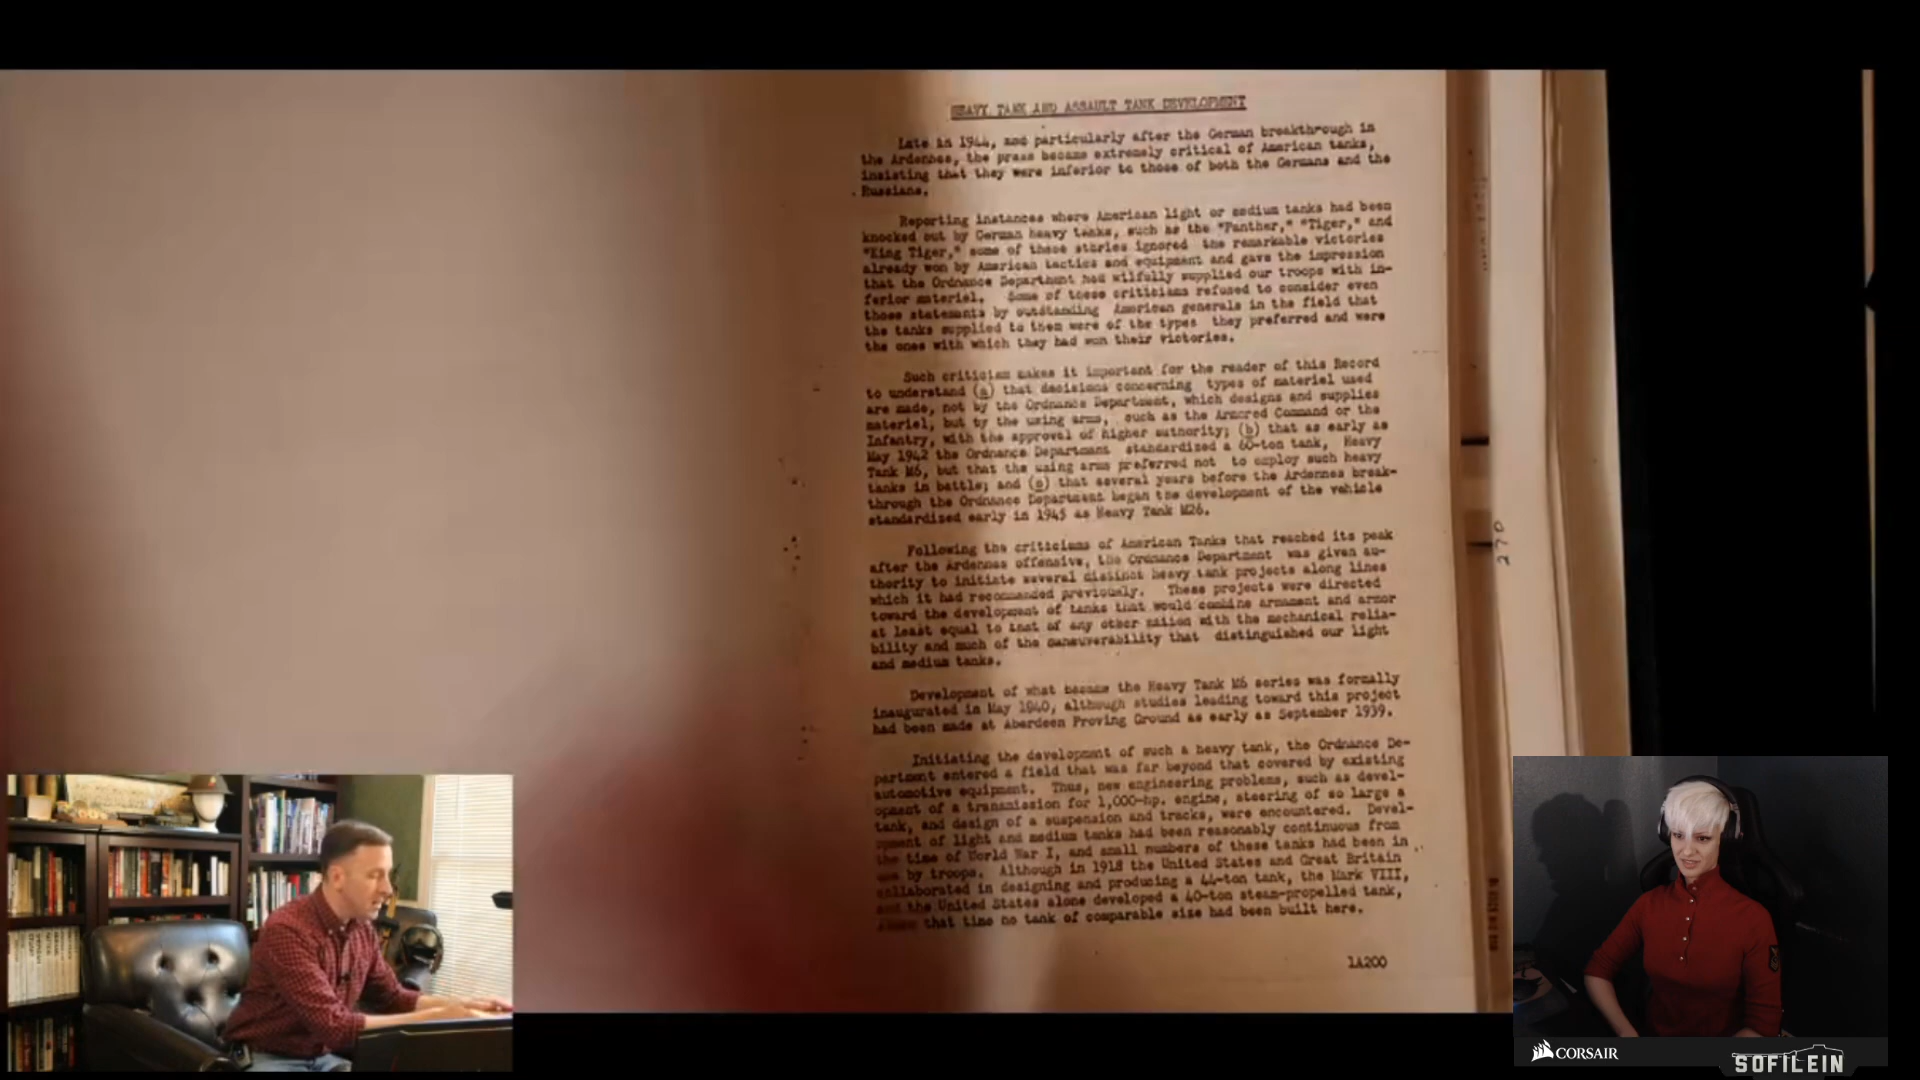 HEAVY TANK AND ASSAULT TANK DEVELOPMENT
Late in 1944, and particularly after the German breakthrough in
the Ardennes, the press became extremely critical of American tanks,
insisting that they were inferior to those of both the Germans and the
Russians.
Reporting instances where American light or medium tanks had been
knocked out by German heavy tanks, such as the "Panther," "Tiger," and
"King Tiger," some of these stories ignored the remarkable victories
already won by American tactics and equipment and gave the impression
that the Ordnance Department had wilfully supplied our troops with in-
ferior materiel. Some of these criticisms refused to consider even
those statements by outstanding American generals in the field that
the tanks supplied to them were of the types they preferred and were
the ones with which they had won their victories.
Such criticism makes it important for the reader of this Record
to understand (a) that decisions concerning types of materiel used
are made, not by the Ordnance Department, which designs and supplies
materiel, but by the using arms, such as the Armored Command or the
Infantry, with the approval of higher authority; (b) that as early as
May 1942 the Ordnance Department standardized a 60-ton tank, Heavy
Tank M6, but that the using arms preferred not to employ such heavy
tanks in battle; and (c) that several years before the Ardennes break-
through the Ordnance Department began the development of the vehicle
standardized early in 1945 as Heavy Tank M26.
Following the criticisms of American Tanks that reached its peak
after the Ardennes offensive, the Ordnance Department was given au-
thority to initiate several distinct heavy tank projects along lines
which it had recommended previously. These projects were directed
toward the development of tanks that would combine armament and armor
at least equal to that of any other nation with the mechanical relia-
bility and much of the maneuverability that distinguished our light
and medium tanks.
Development of what became the Heavy Tank M6 series was formally
inaugurated in May 1940, although studies leading toward this project
had been made at Aberdeen Proving Ground as early as September 1939.
Initiating the development of such a heavy tank, the Ordnance De-
partment entered a field that was far beyond that covered by existing
automotive equipment. Thus, new engineering problems, such as devel-
opment of a transmission for 1,000-hp. engine, steering of so large a
tank, and design of a suspension and tracks, were encountered. Devel-
opment of light and medium tanks had been reasonably continuous from
the time of World War I, and small numbers of these tanks had been in
use by troops. Although in 1918 the United States and Great Britain
collaborated in designing and producing a 44-ton tank, the Mark VIII,
and the United States alone developed a 40-ton steam-propelled tank,
that time no tank of comparable size had been built here.
1A200
270
CORSAIR
SOFILEIN